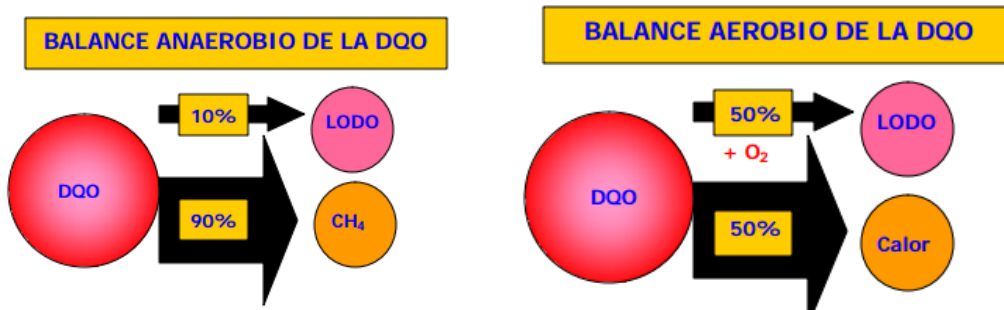 BALANCE ANAEROBIO DE LA DQO
10%
LODO
DQO
90%
CH₄
BALANCE AEROBIO DE LA DQO
50%
+ O₂
LODO
DQO
50%
Calor